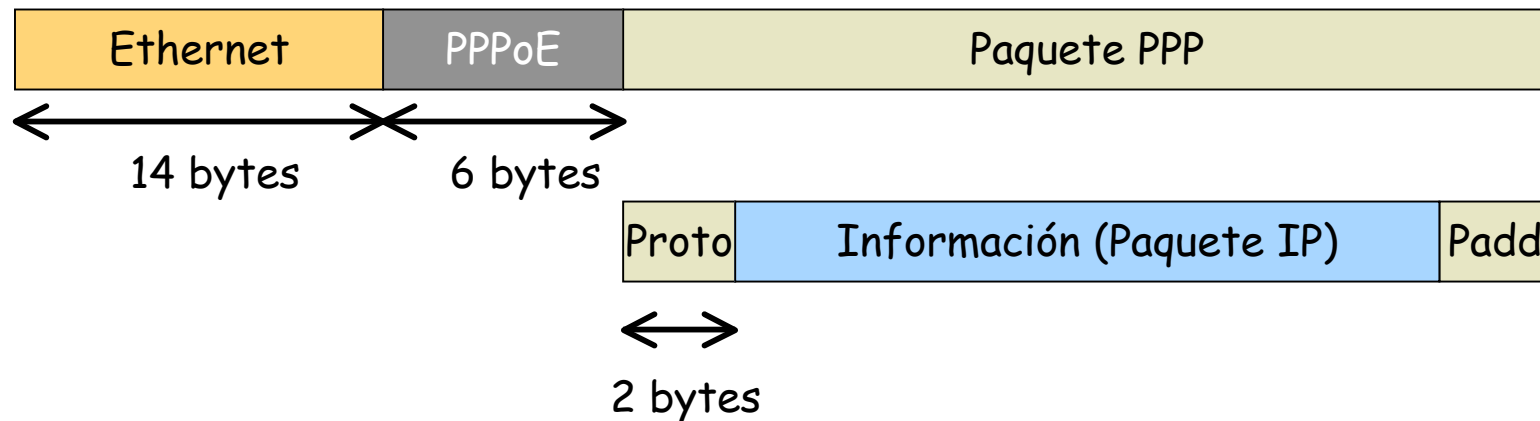 Ethernet PPPoE Paquete PPP
14 bytes 6 bytes
Proto Información (Paquete IP) Padd
2 bytes